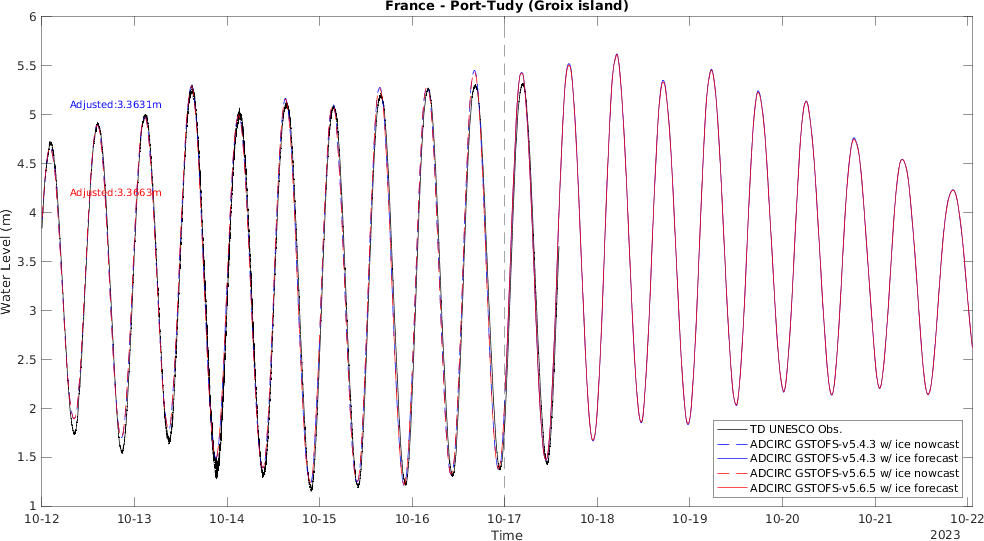 France - Port-Tudy (Groix island)
6
5.5
5
4.5
4
3.5
3
2.5
2
1.5
1
Water Level (m)
Adjusted:3.3631m
Adjusted:3.3663m
TD UNESCO Obs.
ADCIRC GSTOFS-v5.4.3 w/ ice nowcast
ADCIRC GSTOFS-v5.4.3 w/ ice forecast
ADCIRC GSTOFS-v5.6.5 w/ ice nowcast
ADCIRC GSTOFS-v5.6.5 w/ ice forecast
10-12 10-13 10-14 10-15 10-16 10-17 10-18 10-19 10-20 10-21 10-22
Time
2023